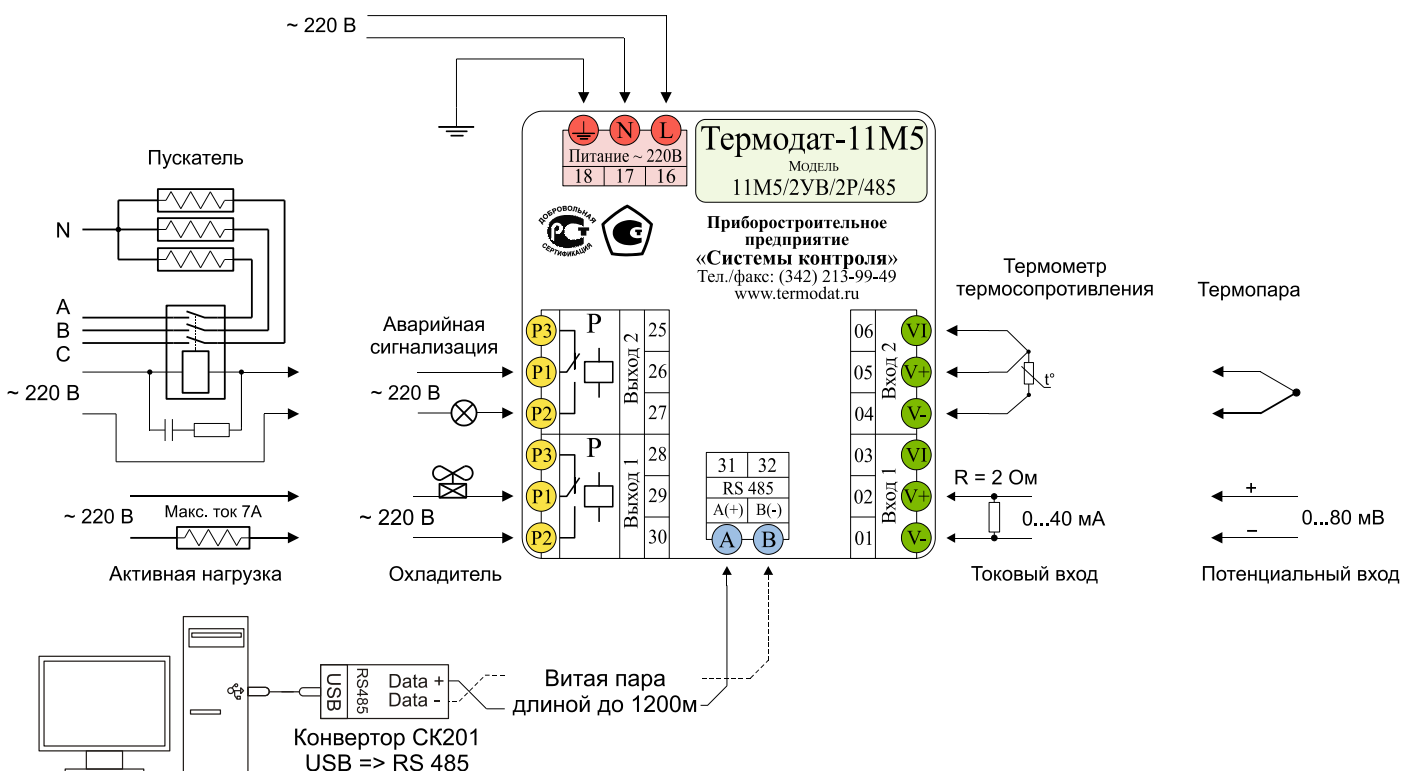 ~ 220 В
Термодат-11М5
Модель
11М5/2УВ/2Р/485
N
L
Питание ~ 220В
18
17
16
ДОБРОВОЛЬНАЯ
СЕРТИФИКАЦИЯ
Приборостроительное
предприятие
«Системы контроля»
Тел./факс: (342) 213-99-49
www.termodat.ru
Пускатель
N
A
B
C
~ 220 В
~ 220 В
Макс. ток 7А
Активная нагрузка
Аварийная
сигнализация
~ 220 В
~ 220 В
Охладитель
P3
P1
P2
Р
Выход 2
25
26
27
P3
P1
P2
Р
Выход 1
28
29
30
31
32
RS 485
A(+)
B(-)
A
B
06
05
04
Вход 2
VI
V+
V-
03
02
01
Вход 1
VI
V+
V-
Термометр
термосопротивления
t°
R = 2 Ом
0...40 мА
Токовый вход
Термопара
+
–
0...80 мВ
Потенциальный вход
USB
RS485
Data +
Data -
Конвертор СК201
USB => RS 485
Витая пара
длиной до 1200м